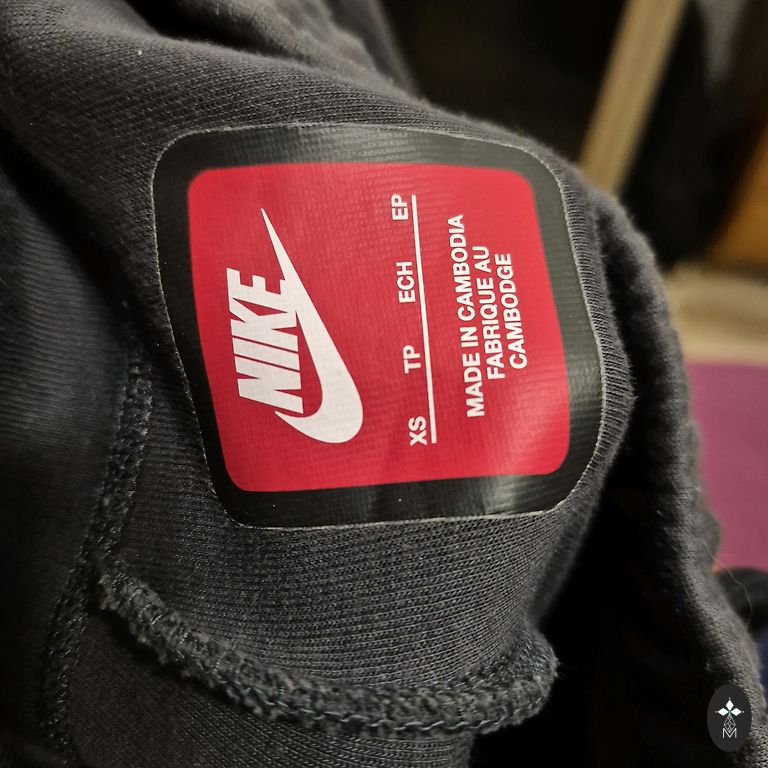 NIKE
XS TP ECH EP
MADE IN CAMBODIA
FABRIQUE AU
CAMBODGE
M